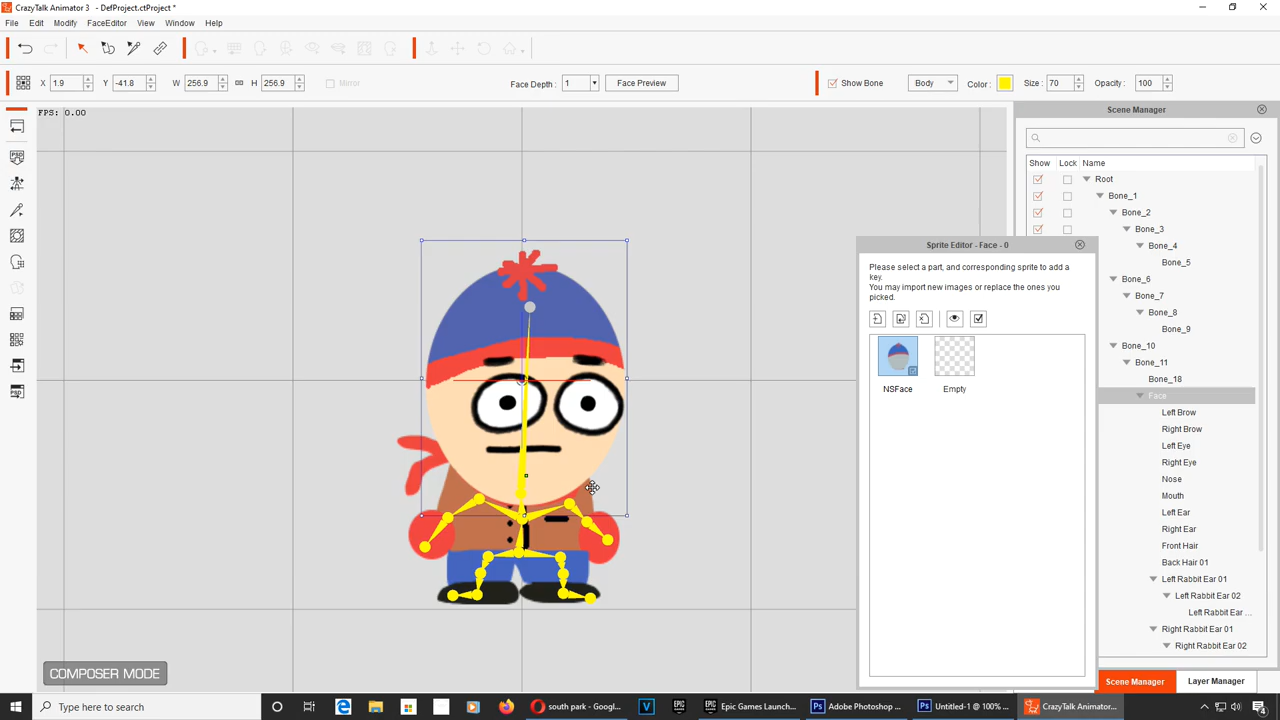 CrazyTalk Animator 3 - DefProject.ctProject *
File Edit Modify FaceEditor View Window Help
X 1.9 Y -41.8 W 256.9 H 256.9 Mirror Face Depth : 1 Face Preview Show Bone Body Color : Size : 70 Opacity : 100
FPS: 0.00
Scene Manager
Show Lock Name
Root
Bone_1
Bone_2
Bone_3
Bone_4
Bone_5
Bone_6
Bone_7
Bone_8
Bone_9
Bone_10
Bone_11
Bone_18
Face
Left Brow
Right Brow
Left Eye
Right Eye
Nose
Mouth
Left Ear
Right Ear
Front Hair
Back Hair 01
Left Rabbit Ear 01
Left Rabbit Ear 02
Left Rabbit Ear ...
Right Rabbit Ear 01
Right Rabbit Ear 02
Sprite Editor - Face - 0
Please select a part, and corresponding sprite to add a
key.
You may import new images or replace the ones you
picked.
NSFace Empty
COMPOSER MODE
Scene Manager Layer Manager
Type here to search
south park - Googl...
Epic Games Launc...
Adobe Photoshop ...
Untitled-1 @ 100% ...
CrazyTalk Animator...